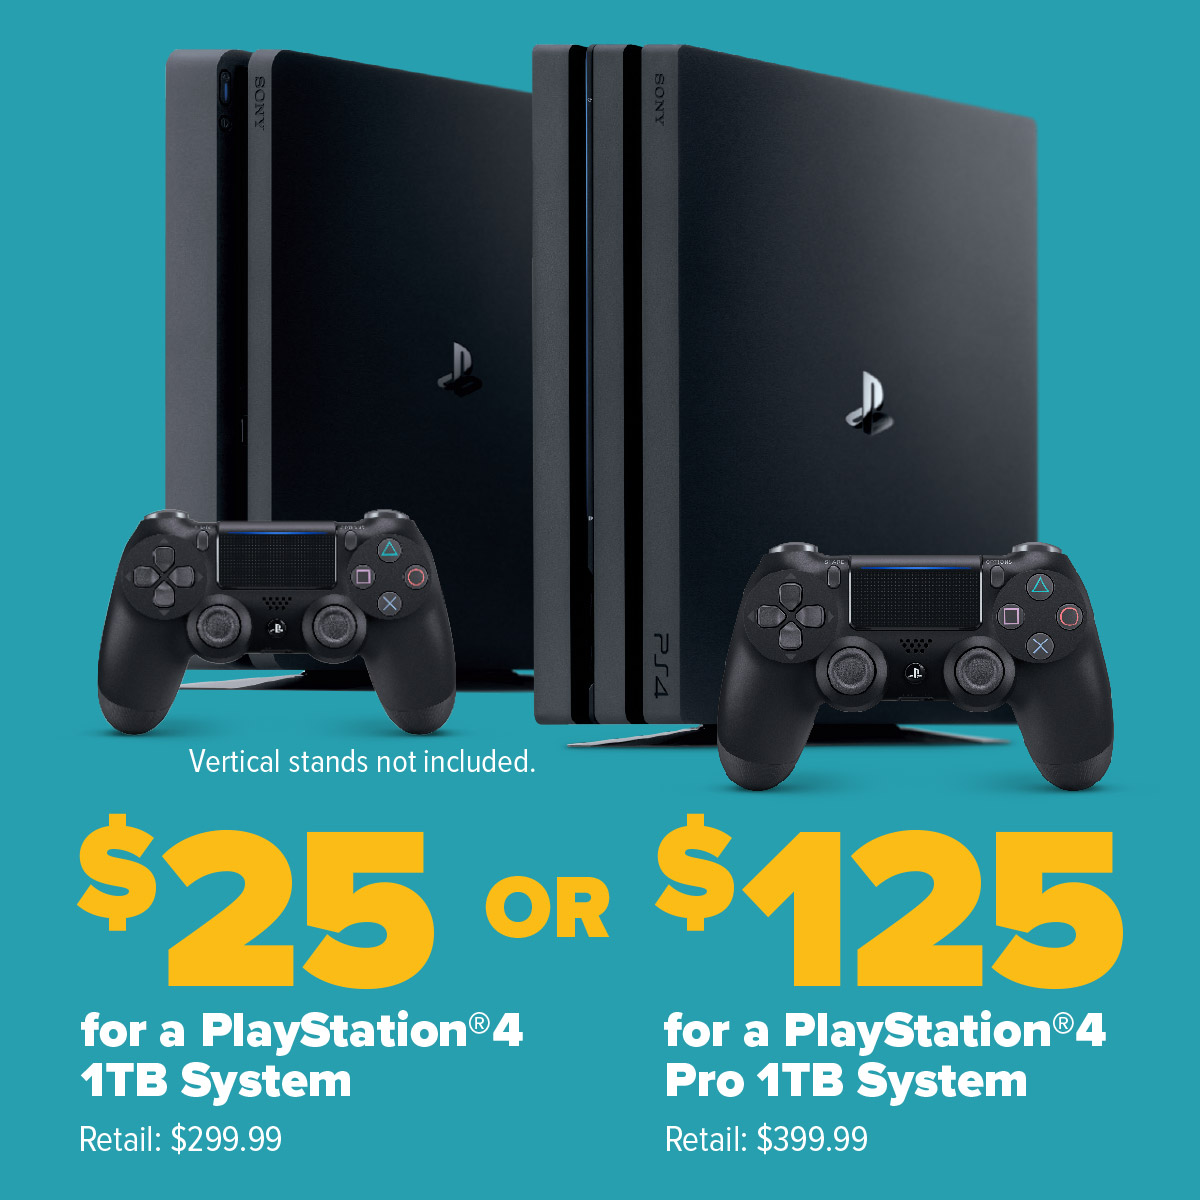 SONY
SONY
PS4
SHARE
OPTIONS
Vertical stands not included.
$25 OR $125
for a PlayStation®4
1TB System
Retail: $299.99
for a PlayStation®4
Pro 1TB System
Retail: $399.99